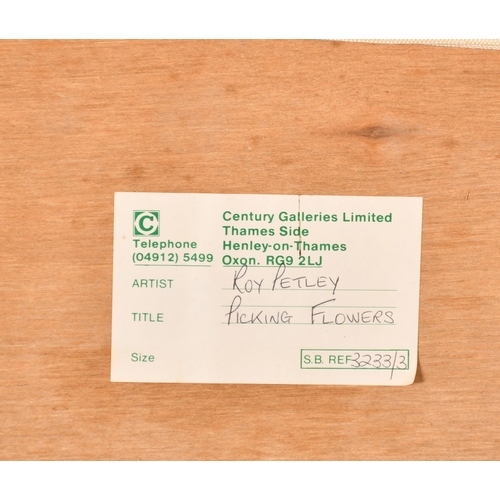 C
Century Galleries Limited
Thames Side
Telephone Henley-on-Thames
(04912) 5499 Oxon. RG9 2LJ
ARTIST ROY PETLEY
TITLE PICKING FLOWERS
Size S.B. REF 3233/3